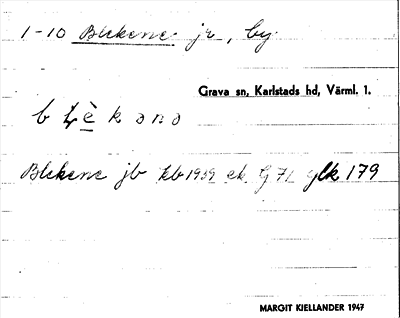 1-10 Blekene jr, by
Grava sn, Karlstads hd, Värml. 1.
b ɫ è k ə n ə
Blekene jb kb 1939 ek. G 71 glk 179
MARGIT KIELLANDER 1947